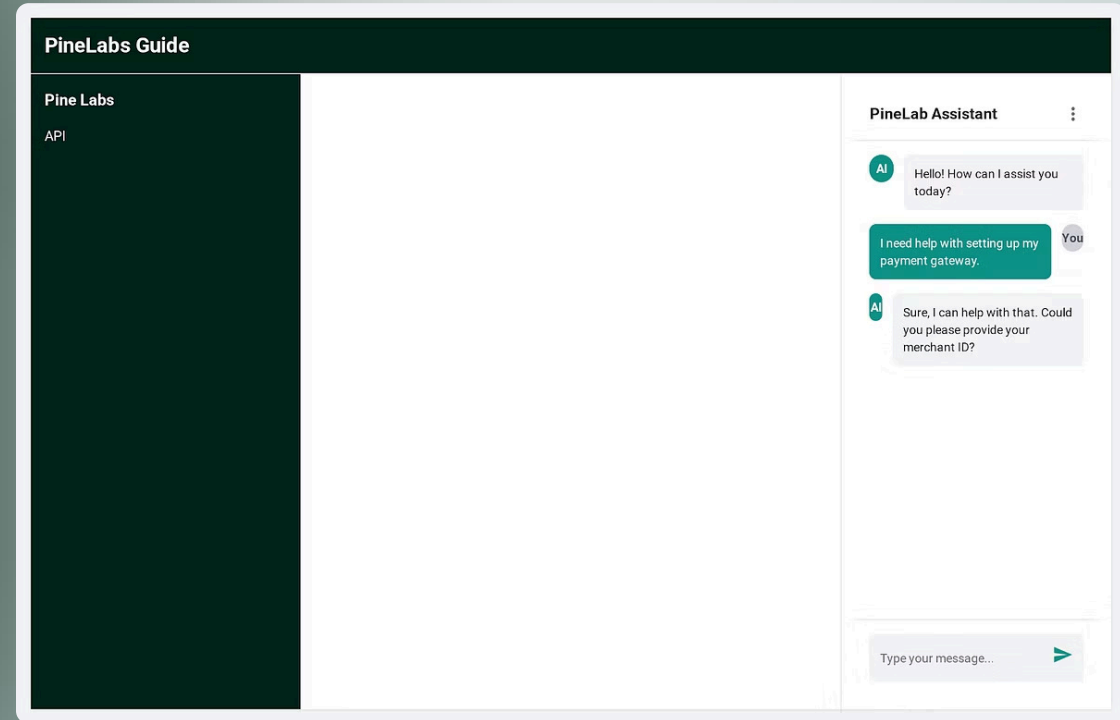 PineLabs Guide
Pine Labs
API
PineLab Assistant
AI
Hello! How can I assist you
today?
I need help with setting up my
payment gateway.
You
AI
Sure, I can help with that. Could
you please provide your
merchant ID?
Type your message...